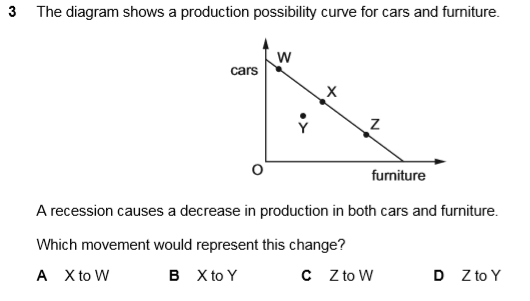 3 The diagram shows a production possibility curve for cars and furniture.
W
cars
X
Y
Z
O
furniture
A recession causes a decrease in production in both cars and furniture.
Which movement would represent this change?
A X to W B X to Y C Z to W D Z to Y